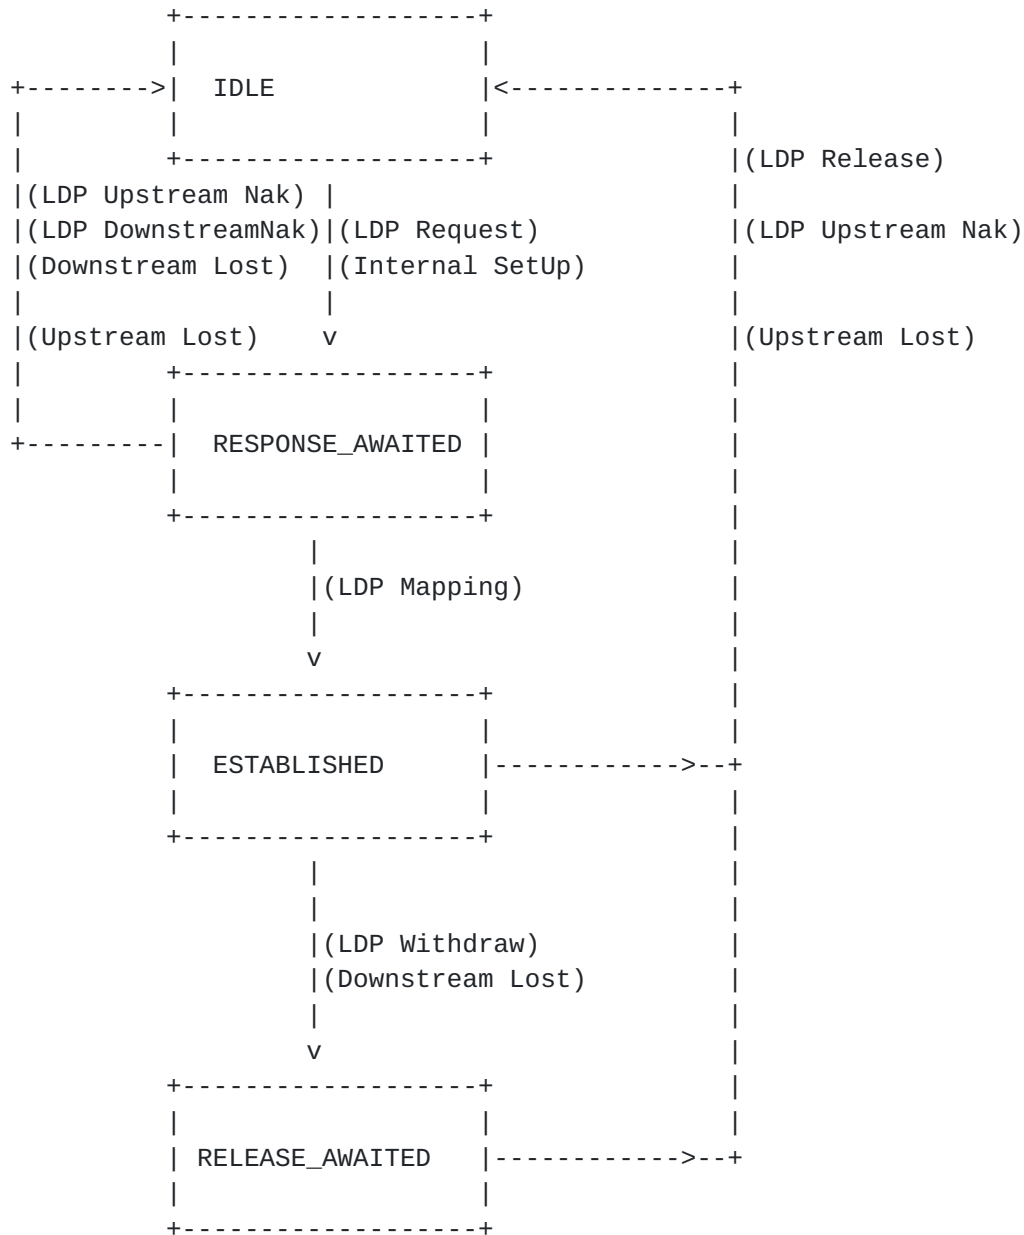 IDLE
(LDP Release)
(LDP Upstream Nak)
(LDP DownstreamNak) (LDP Request) (LDP Upstream Nak)
(Downstream Lost) (Internal SetUp)
(Upstream Lost) v (Upstream Lost)
RESPONSE_AWAITED
(LDP Mapping)
v
ESTABLISHED
(LDP Withdraw)
(Downstream Lost)
v
RELEASE_AWAITED